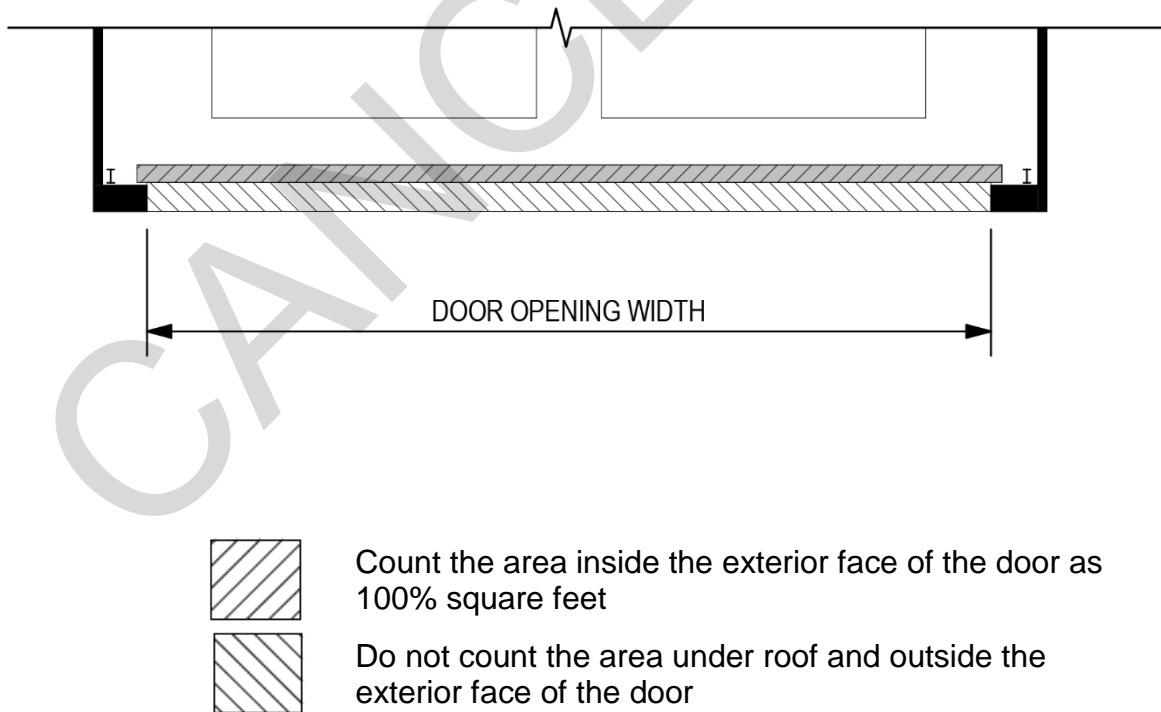 CANCE
DOOR OPENING WIDTH
Count the area inside the exterior face of the door as
100% square feet
Do not count the area under roof and outside the
exterior face of the door